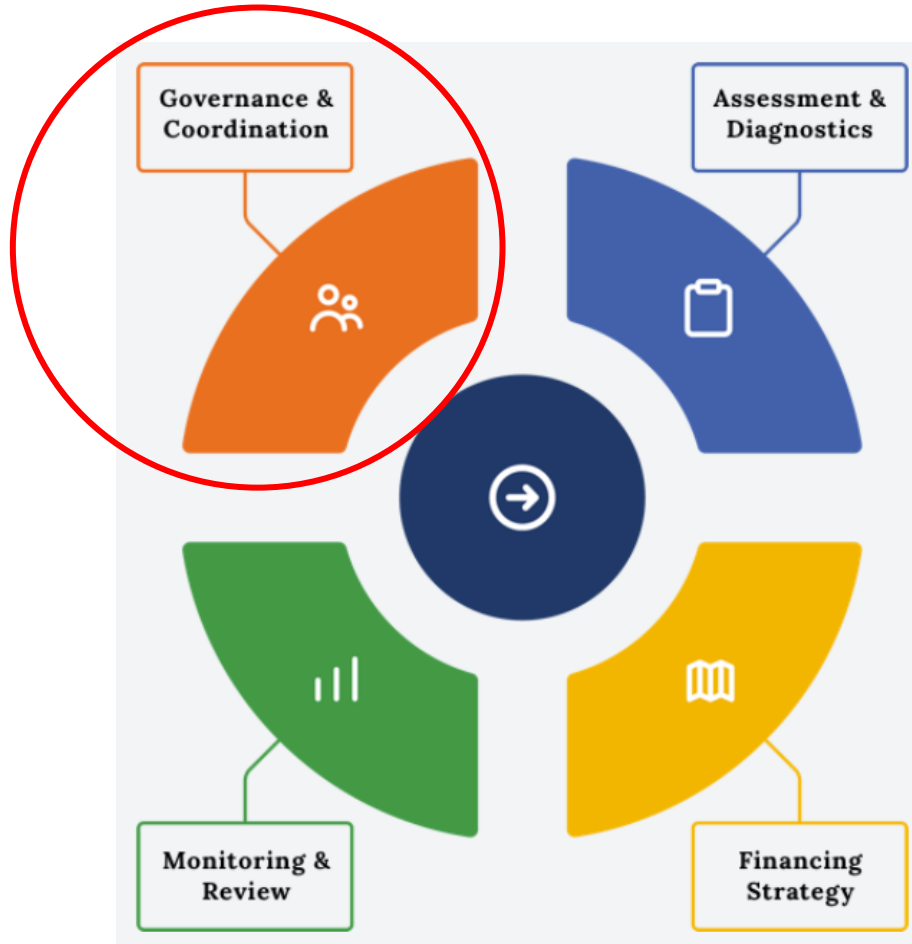 Governance &
Coordination
Assessment &
Diagnostics
Monitoring &
Review
Financing
Strategy